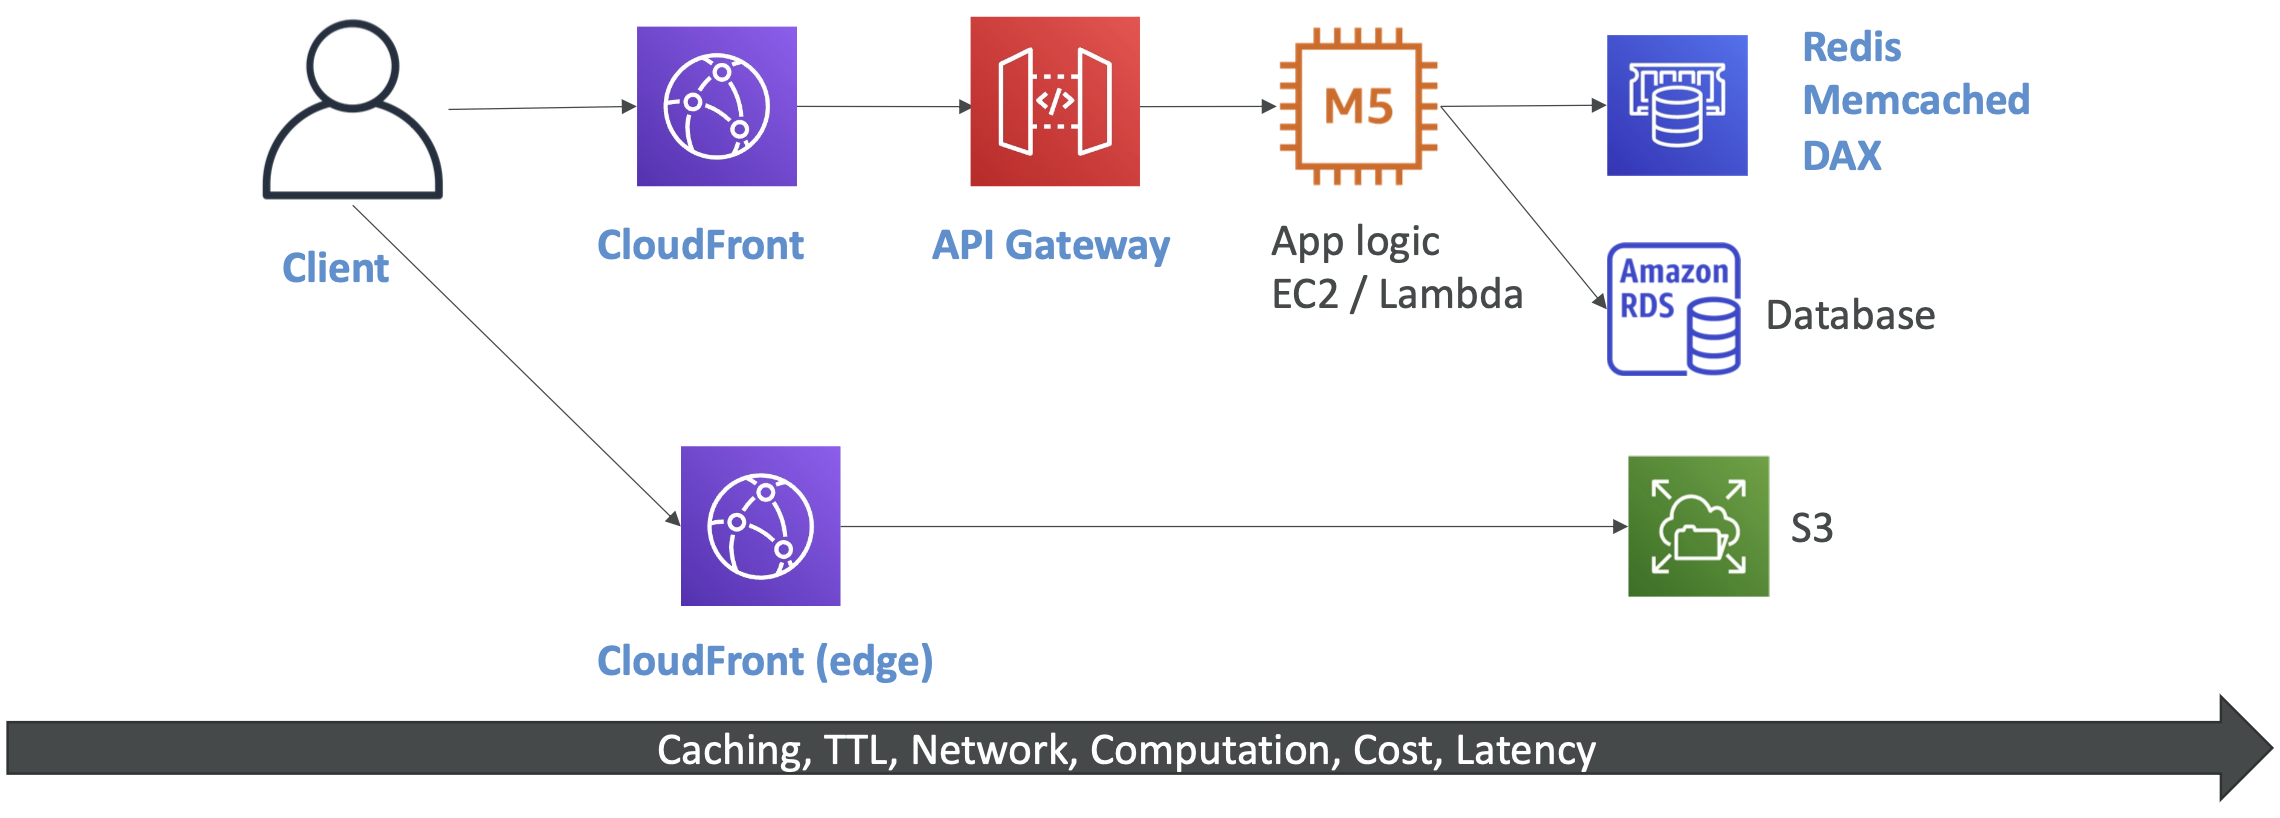 Redis
Memcached
DAX
</>
M5
CloudFront
API Gateway
App logic
EC2 / Lambda
Client
Amazon
RDS
Database
S3
CloudFront (edge)
Caching, TTL, Network, Computation, Cost, Latency